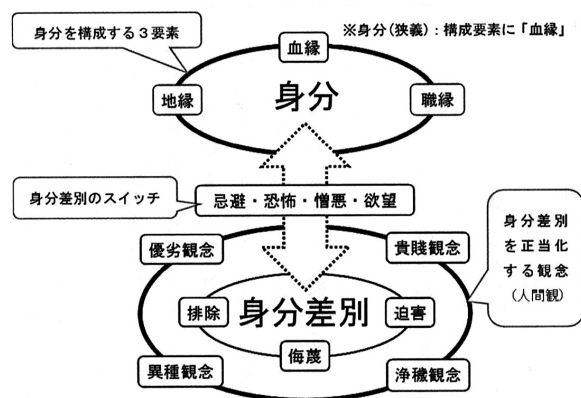 身分を構成する３要素
※身分(狭義)：構成要素に「血縁」
血縁
地縁
身分
職縁
身分差別のスイッチ
忌避・恐怖・憎悪・欲望
優劣観念
貴賤観念
身分差別
を正当化
する観念
(人間観)
排除
身分差別
迫害
侮蔑
異種観念
浄穢観念